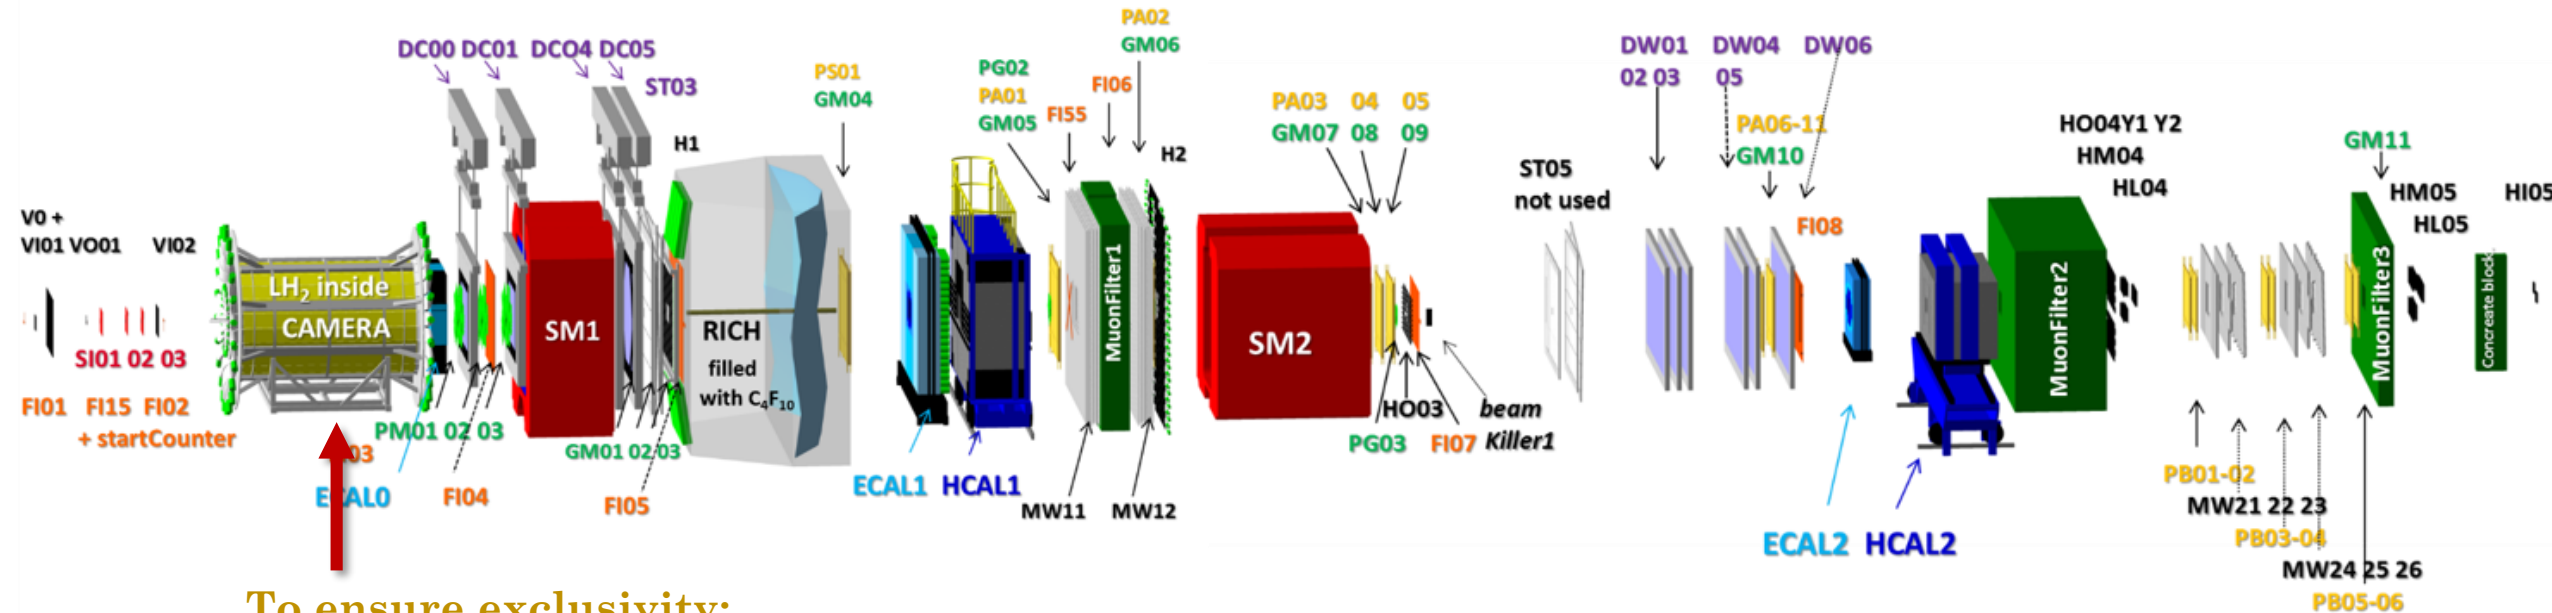 V0 +
VI01 VO01 VI02
SI01 02 03
FI01 FI15 FI02
+ startCounter
LH2 inside
CAMERA
03
ECAL0
PM01 02 03
FI04
DC00 DC01 DCO4 DC05
ST03
H1
SM1
GM01 02 03
FI05
RICH
filled
with C4F10
PS01
GM04
ECAL1 HCAL1
PG02
PA01
GM05
FI55
FI06
PA02
GM06
H2
MuonFilter1
MW11 MW12
SM2
PA03 04 05
GM07 08 09
HO03
PG03 FI07
beam
Killer1
ST05
not used
DW01 DW04 DW06
02 03 05
PA06-11
GM10
FI08
ECAL2 HCAL2
MuonFilter2
HO04Y1 Y2
HM04
HL04
GM11
HM05
HL05
HI05
MuonFilter3
Concreate block
PB01-02
MW21 22 23
PB03-04
MW24 25 26
PB05-06
To ensure exclusivity: